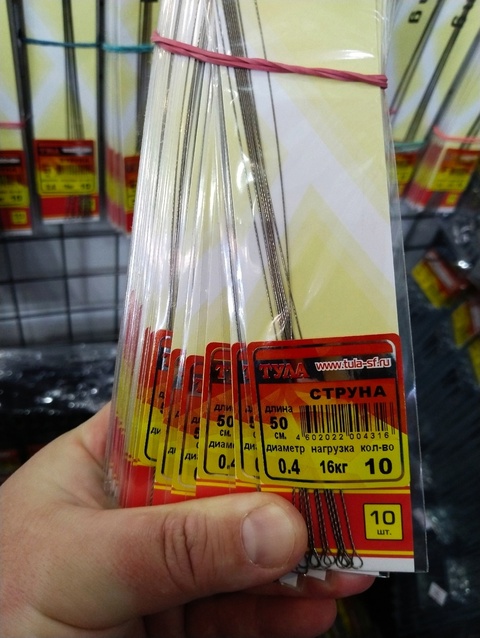 ТУЛА www.tula-sf.ru
СТРУНА
длина
50
см.
4 602022 004316
диаметр нагрузка кол-во
0.4 16кг 10
10
шт.